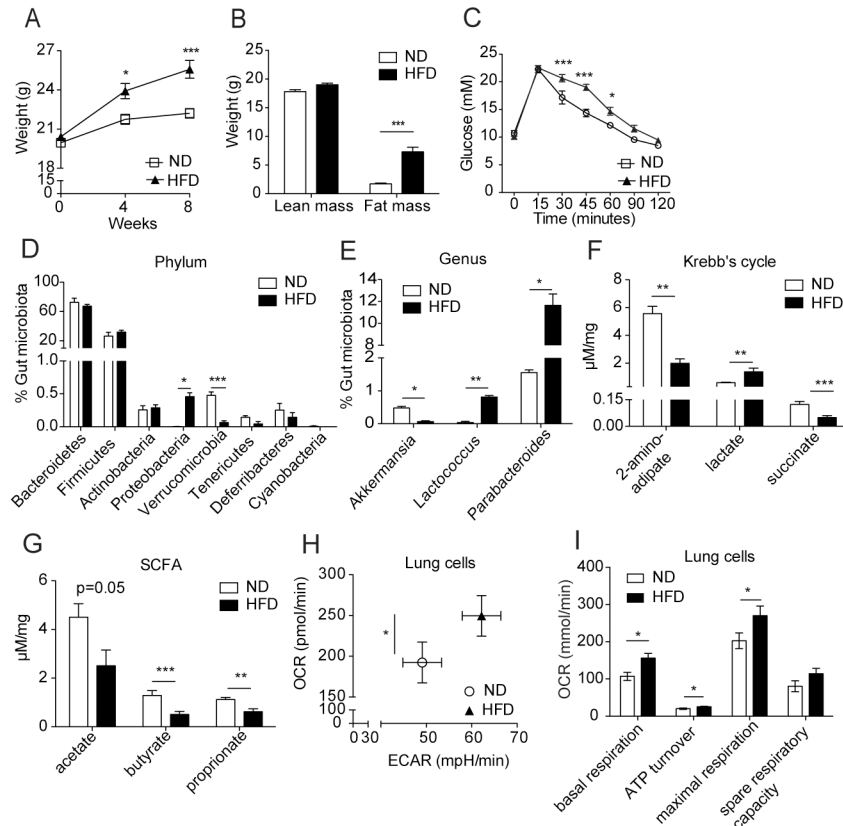 A
Weight (g)
27
24
21
18
15
0
*
***
ND
HFD
0
4
8
Weeks
B
Weight (g)
25
20
15
10
5
0
ND
HFD
***
Lean mass
Fat mass
C
Glucose (mM)
25
20
15
10
5
0
***
***
*
ND
HFD
0
15
30
45
60
90
120
Time (minutes)
D
Phylum
% Gut microbiota
100
60
20
1.0
0.5
0.0
ND
HFD
*
***
Bacteroidetes
Firmicutes
Actinobacteria
Proteobacteria
Verrucomicrobia
Tenericutes
Deferribacteres
Cyanobacteria
E
Genus
% Gut microbiota
14
12
10
8
6
4
2
1
0
ND
HFD
*
**
*
Akkermansia
Lactococcus
Parabacteroides
F
Krebb's cycle
µM/mg
6
4
2
0.15
0.00
ND
HFD
**
**
***
2-amino-
adipate
lactate
succinate
G
SCFA
µM/mg
6
4
2
0
p=0.05
ND
HFD
***
**
acetate
butyrate
proprionate
H
Lung cells
OCR (pmol/min)
300
250
200
150
100
0
*
ND
HFD
0
30
50
60
70
ECAR (mpH/min)
I
Lung cells
OCR (mmol/min)
400
300
200
100
0
ND
HFD
*
*
*
basal respiration
ATP turnover
maximal respiration
spare respiratory
capacity